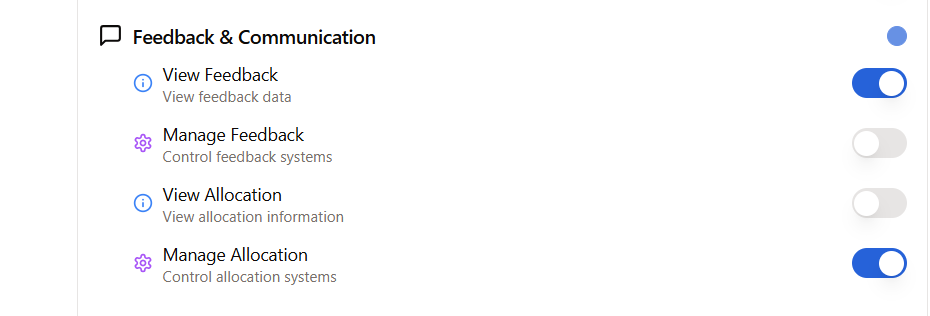 Feedback & Communication
View Feedback
View feedback data
Manage Feedback
Control feedback systems
View Allocation
View allocation information
Manage Allocation
Control allocation systems